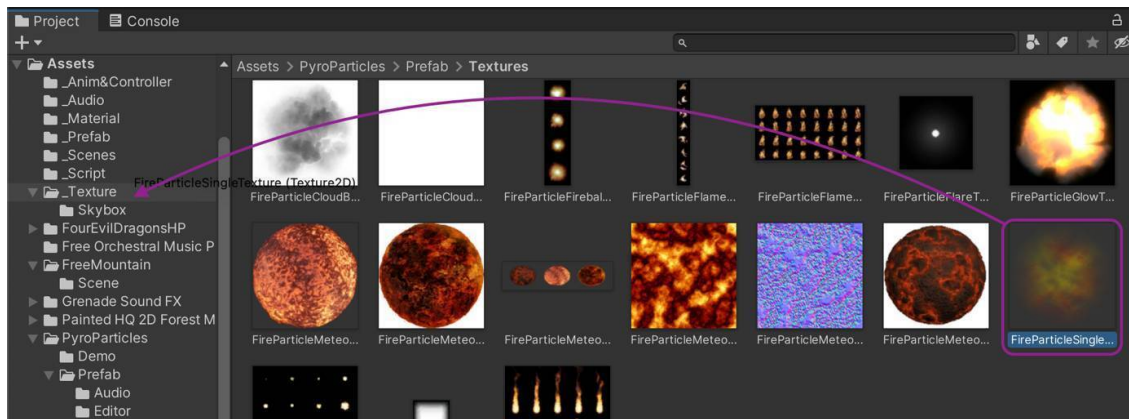 Project
Console
Assets
_Anim&Controller
_Audio
_Material
_Prefab
_Scenes
_Script
_Texture
Skybox
FourEvilDragonsHP
Free Orchestral Music P
FreeMountain
Scene
Grenade Sound FX
Painted HQ 2D Forest M
PyroParticles
Demo
Prefab
Audio
Editor
Assets > PyroParticles > Prefab > Textures
FireParticleSingleTexture (Texture2D)
FireParticleCloudB... FireParticleCloud... FireParticleFirebal... FireParticleFlame... FireParticleFlame... FireParticleFlareT... FireParticleGlowT...
FireParticleMeteo... FireParticleMeteo... FireParticleMeteo... FireParticleMeteo... FireParticleMeteo... FireParticleMeteo... FireParticleSingle...